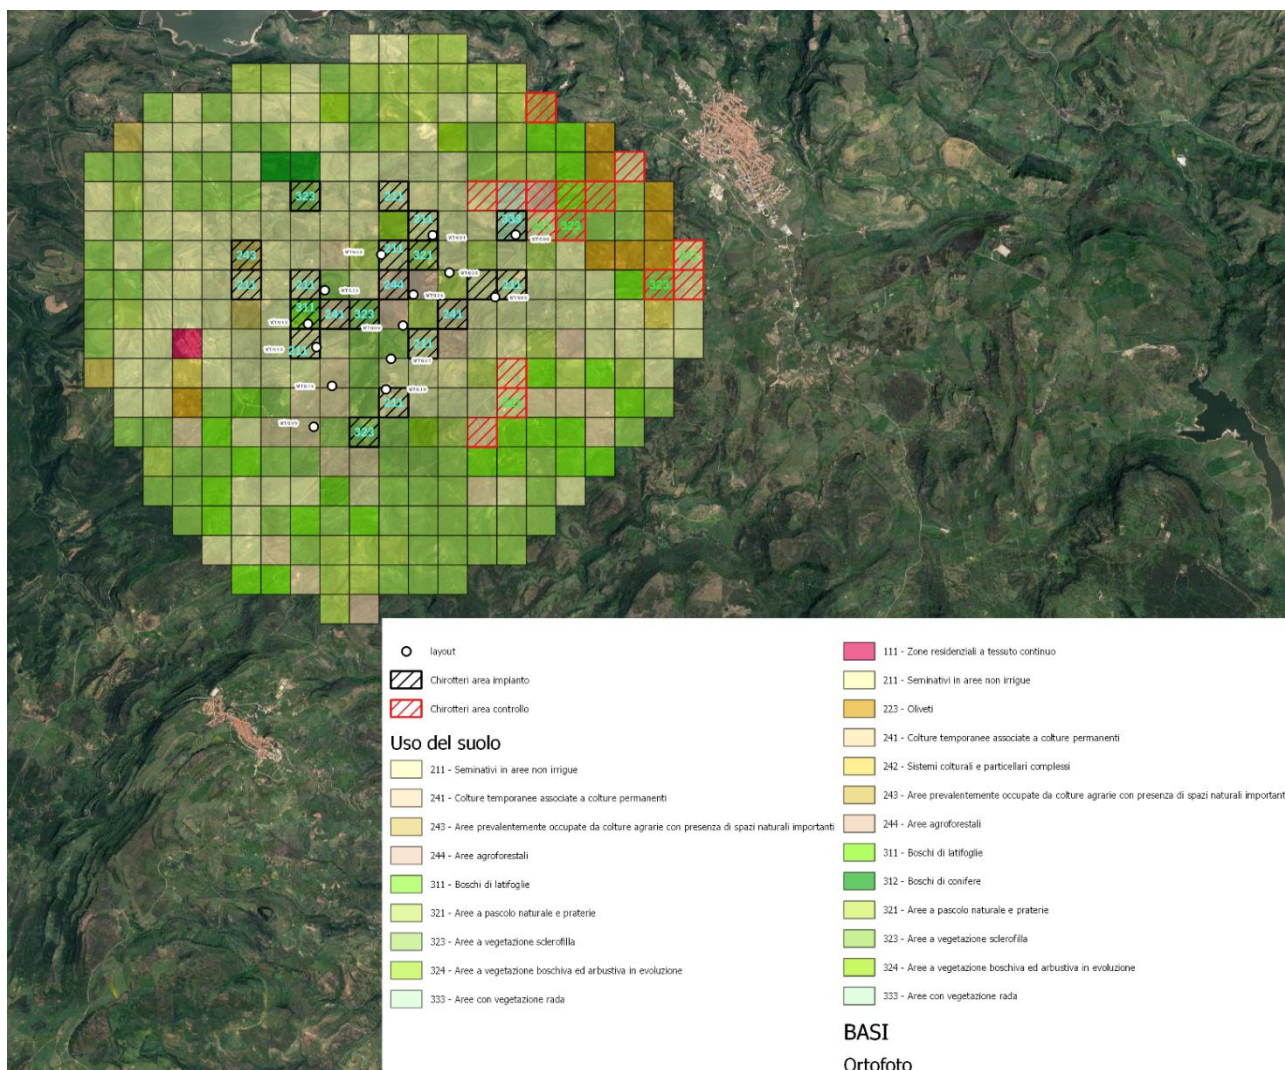 323
211
211
333
323
243
211
321
211
211
244
211
311
241
323
241
323
211
211
211
323
layout
Chirotteri area impianto
Chirotteri area controllo
Uso del suolo
211 - Seminativi in aree non irrigue
241 - Colture temporanee associate a colture permanenti
243 - Aree prevalentemente occupate da colture agrarie con presenza di spazi naturali importanti
244 - Aree agroforestali
311 - Boschi di latifoglie
321 - Aree a pascolo naturale e praterie
323 - Aree a vegetazione sclerofilla
324 - Aree a vegetazione boschiva ed arbustiva in evoluzione
333 - Aree con vegetazione rada
111 - Zone residenziali a tessuto continuo
211 - Seminativi in aree non irrigue
223 - Oliveti
241 - Colture temporanee associate a colture permanenti
242 - Sistemi colturali e particellari complessi
243 - Aree prevalentemente occupate da colture agrarie con presenza di spazi naturali important
244 - Aree agroforestali
311 - Boschi di latifoglie
312 - Boschi di conifere
321 - Aree a pascolo naturale e praterie
323 - Aree a vegetazione sclerofilla
324 - Aree a vegetazione boschiva ed arbustiva in evoluzione
333 - Aree con vegetazione rada
BASI
Ortofoto